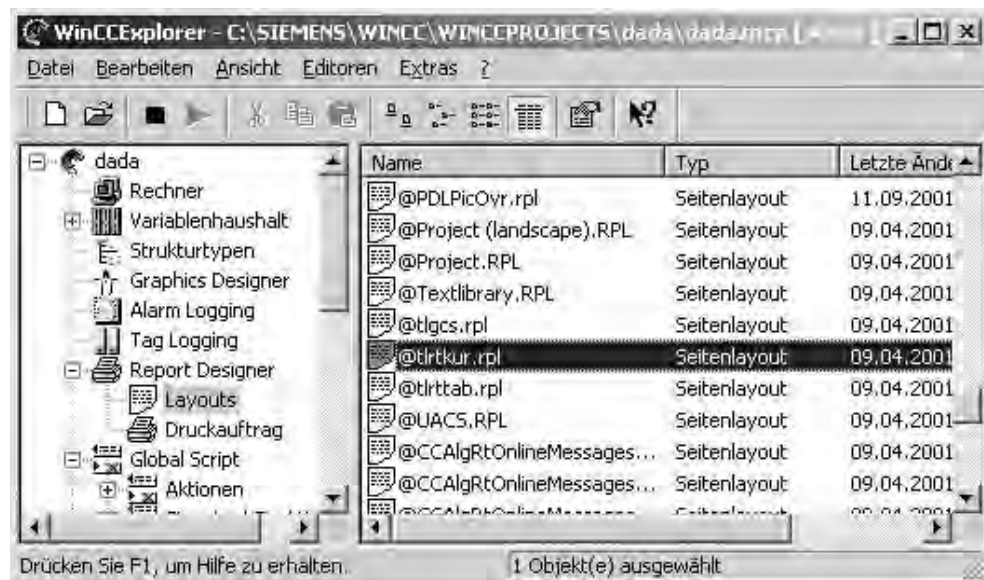 WinCCExplorer - C:\SIEMENS\WINCC\WINCCPROJECTS\dada\dada.mcp [
Datei Bearbeiten Ansicht Editoren Extras ?
dada
Rechner
Variablenhaushalt
Strukturtypen
Graphics Designer
Alarm Logging
Tag Logging
Report Designer
Layouts
Druckauftrag
Global Script
Aktionen
Name Typ Letzte Ände
@PDLPicOvr.rpl Seitenlayout 11.09.2001
@Project (landscape).RPL Seitenlayout 09.04.2001
@Project.RPL Seitenlayout 09.04.2001
@Textlibrary.RPL Seitenlayout 09.04.2001
@tlgcs.rpl Seitenlayout 09.04.2001
@tlrtkur.rpl Seitenlayout 09.04.2001
@tlrttab.rpl Seitenlayout 09.04.2001
@UACS.RPL Seitenlayout 09.04.2001
@CCAlgRtOnlineMessages... Seitenlayout 09.04.2001
@CCAlgRtOnlineMessages... Seitenlayout 09.04.2001
Drücken Sie F1, um Hilfe zu erhalten.
1 Objekt(e) ausgewählt